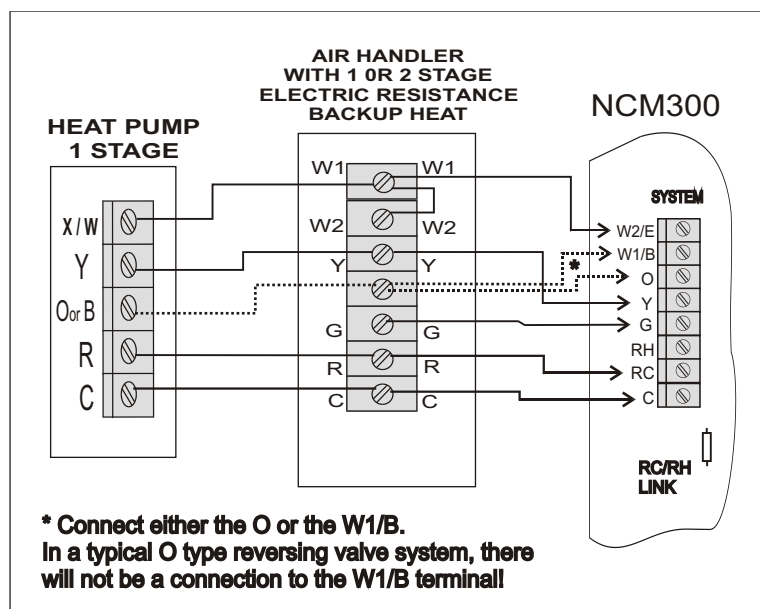 AIR HANDLER
WITH 1 0R 2 STAGE
ELECTRIC RESISTANCE
BACKUP HEAT
HEAT PUMP
1 STAGE
NCM300
X / W
Y
O or B
R
C
W1 W1
W2 W2
Y Y
G G
R R
C C
SYSTEM
W2/E
W1/B
*
O
Y
G
RH
RC
C
RC/RH
LINK
* Connect either the O or the W1/B.
In a typical O type reversing valve system, there
will not be a connection to the W1/B terminal!